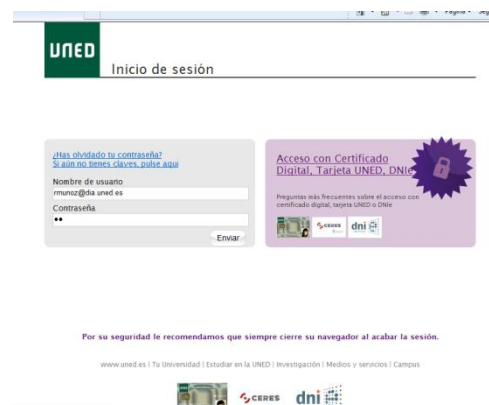 Página
UNED
Inicio de sesión
¿Has olvidado tu contraseña?
Si aún no tienes claves, pulse aquí
Nombre de usuario
rmunoz@dia.uned.es
Contraseña
••
Enviar
Acceso con Certificado
Digital, Tarjeta UNED, DNIe
Preguntas más frecuentes sobre el acceso con
certificado digital, tarjeta UNED o DNIe
CERES
dni
Por su seguridad le recomendamos que siempre cierre su navegador al acabar la sesión.
www.uned.es | Tu Universidad | Estudiar en la UNED | Investigación | Medios y servicios | Campus
CERES
dni